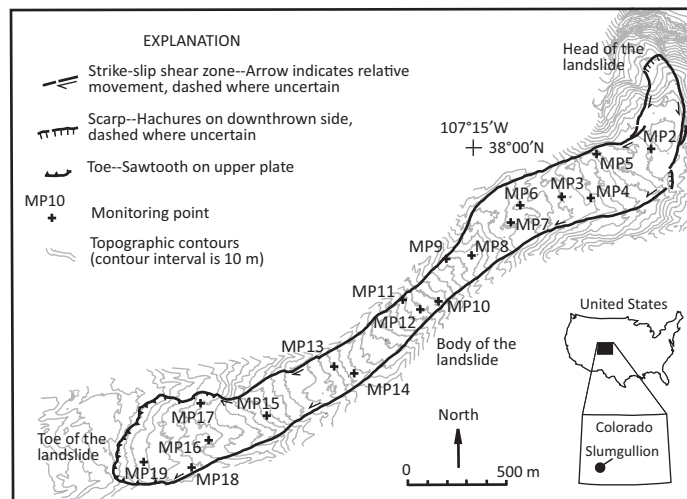 EXPLANATION
Strike-slip shear zone--Arrow indicates relative
movement, dashed where uncertain
Scarp--Hachures on downthrown side,
dashed where uncertain
Toe--Sawtooth on upper plate
MP10
Monitoring point
Topographic contours
(contour interval is 10 m)
Head of the
landslide
107°15'W
38°00'N
MP2
MP5
MP3
MP4
MP6
MP7
MP9
MP8
MP11
MP10
MP12
Body of the
landslide
MP13
MP14
MP15
MP17
MP16
Toe of the
landslide
MP19
MP18
North
0
500 m
United States
Colorado
Slumgullion